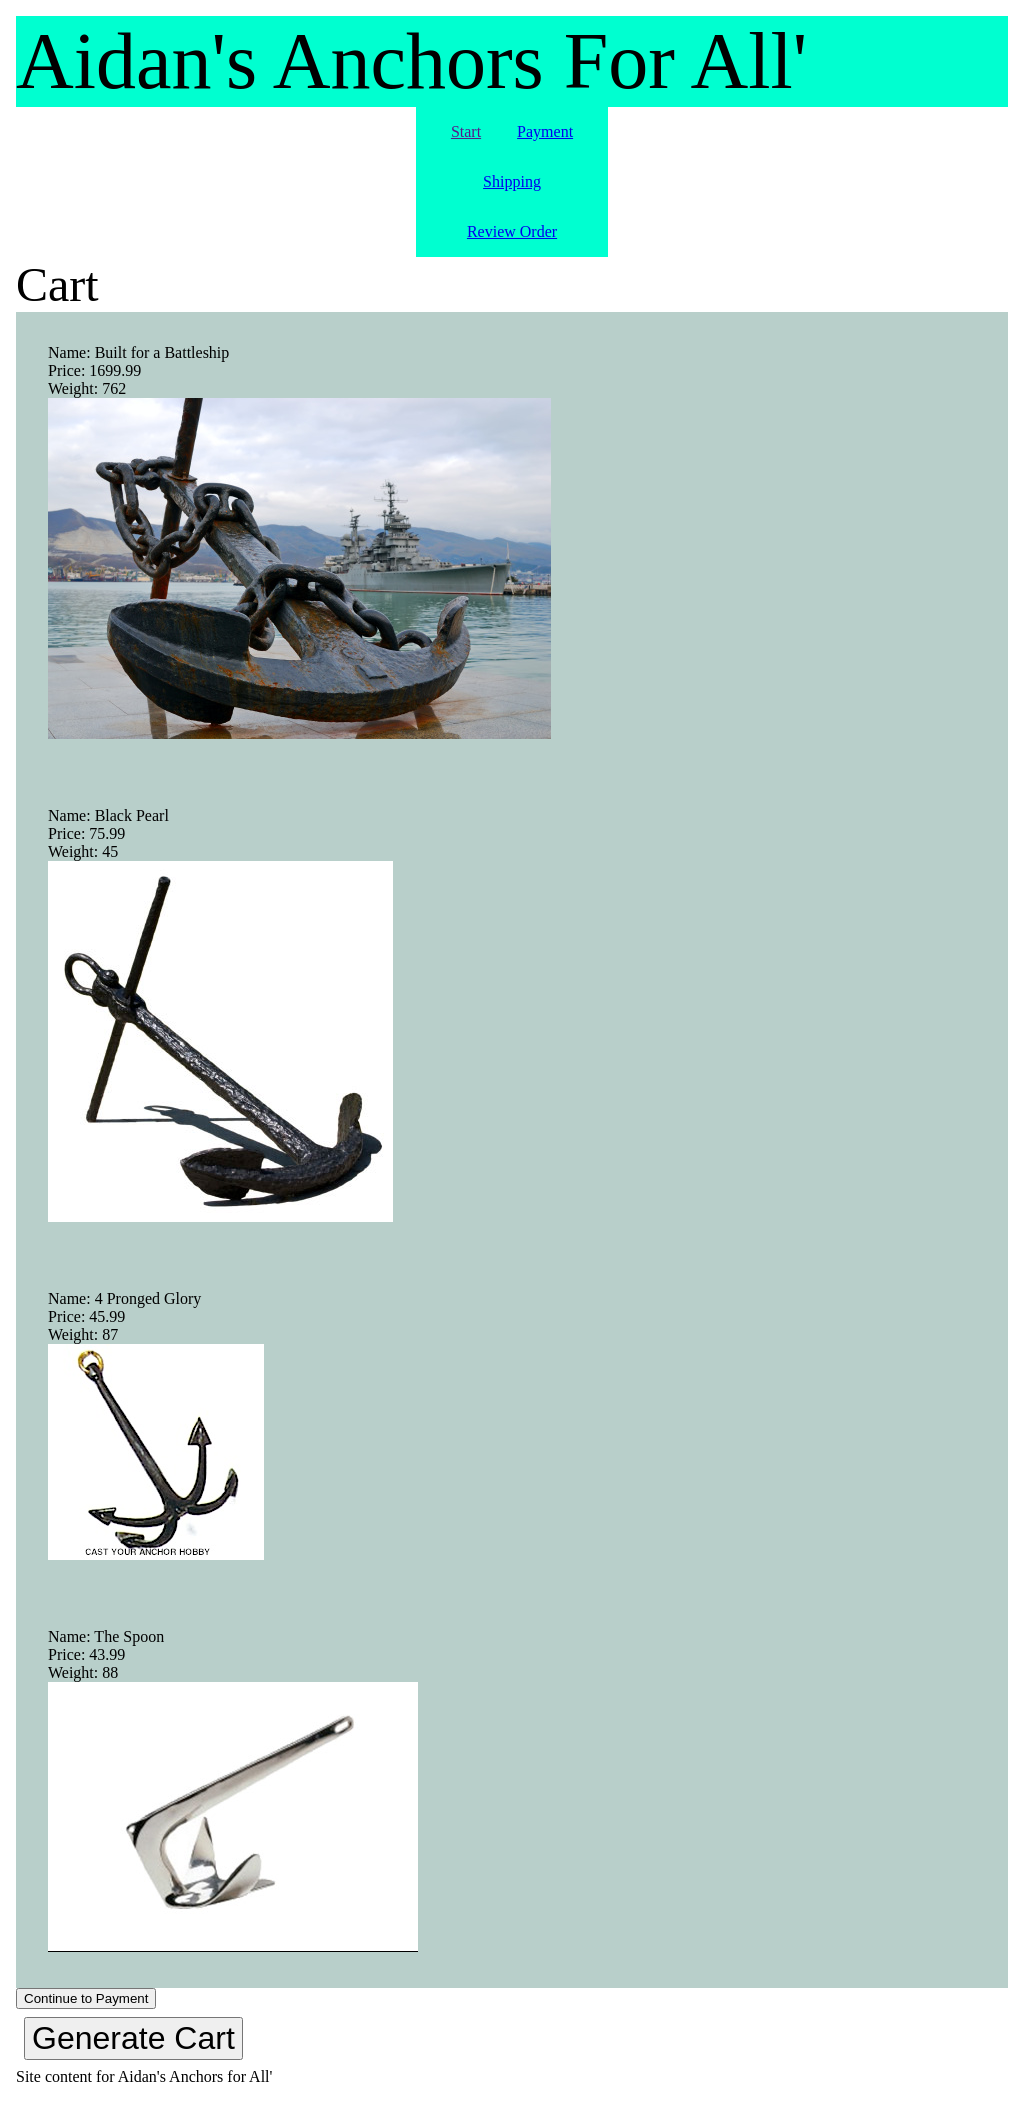 Aidan's Anchors For All'
Start Payment
Shipping
Review Order
Cart
Name: Built for a Battleship
Price: 1699.99
Weight: 762
Name: Black Pearl
Price: 75.99
Weight: 45
Name: 4 Pronged Glory
Price: 45.99
Weight: 87
CAST YOUR ANCHOR HOBBY
Name: The Spoon
Price: 43.99
Weight: 88
Continue to Payment
Generate Cart
Site content for Aidan's Anchors for All'